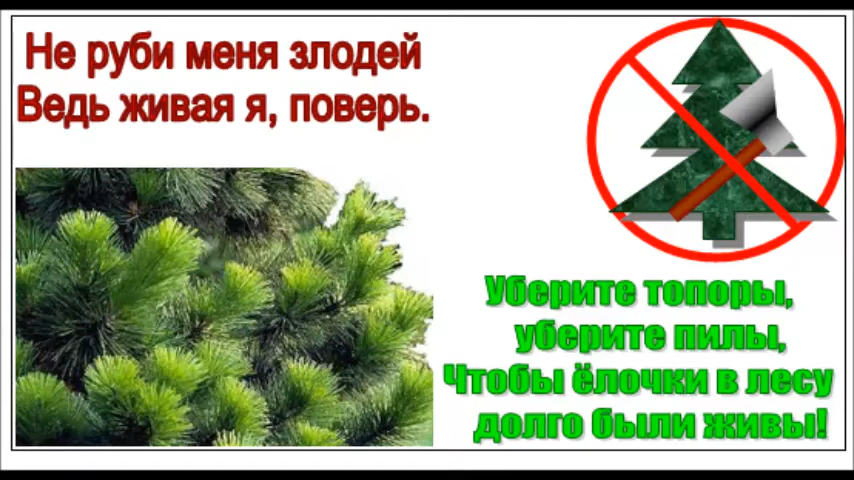 Не руби меня злодей
Ведь живая я, поверь.
Уберите топоры,
уберите пилы,
Чтобы ёлочки в лесу
долго были живы!